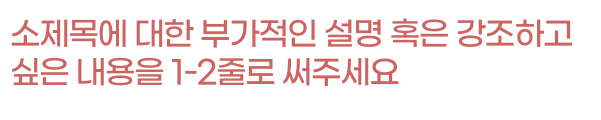 소제목에 대한 부가적인 설명 혹은 강조하고
싶은 내용을 1-2줄로 써주세요